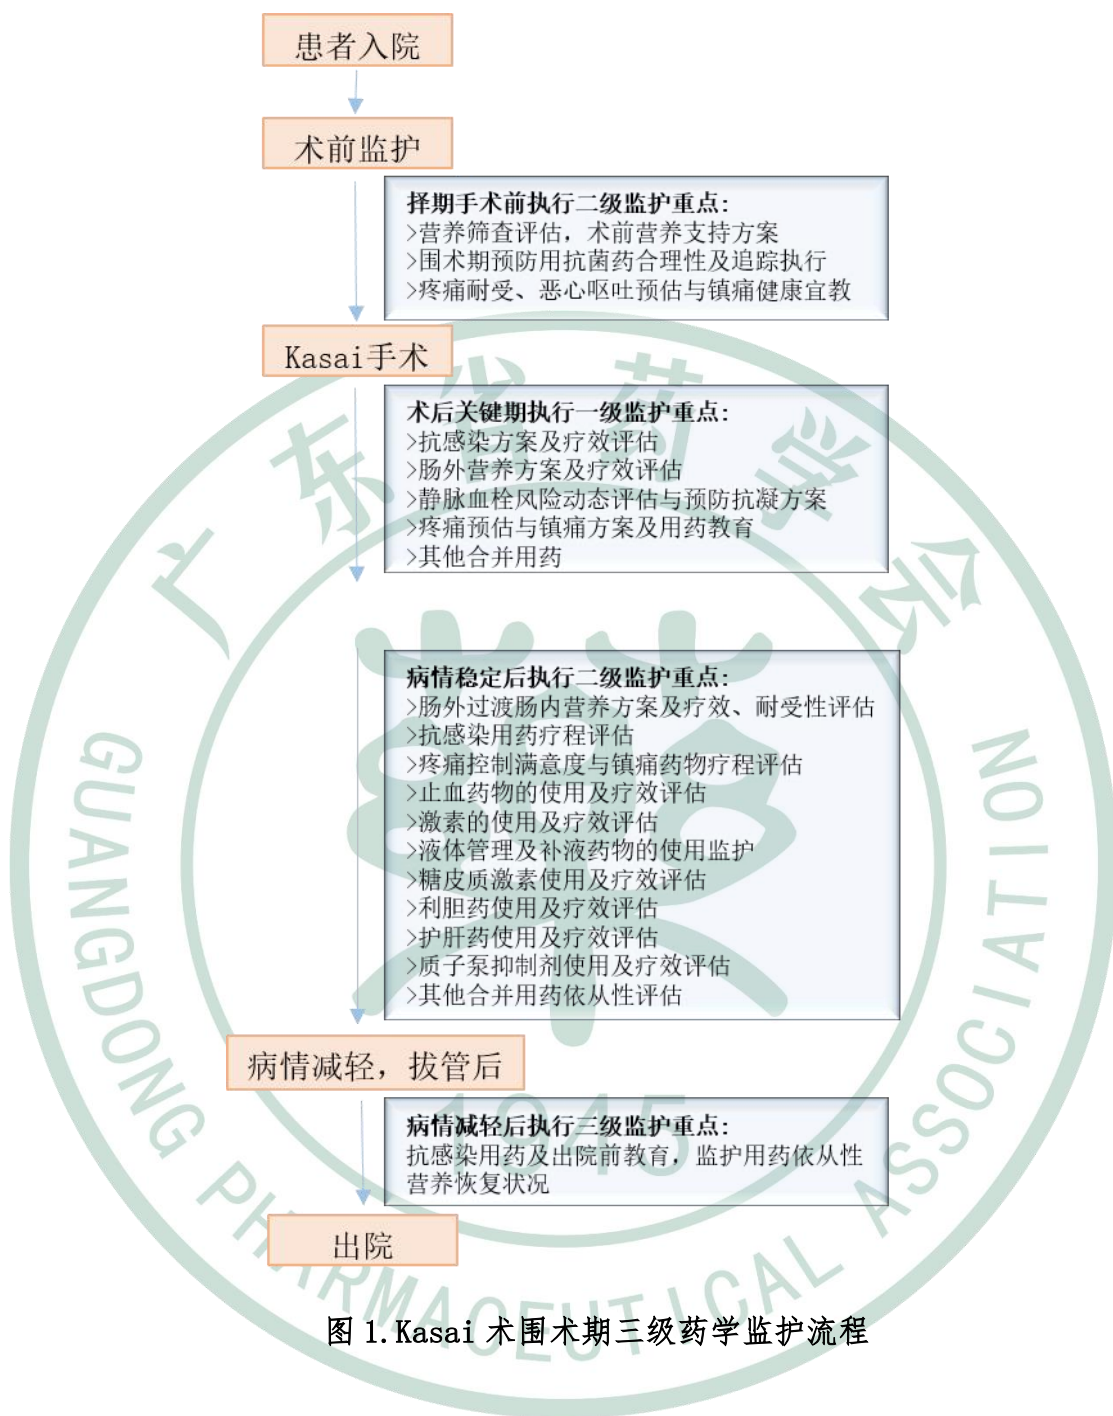 患者入院
术前监护
择期手术前执行二级监护重点:
>营养筛查评估, 术前营养支持方案
>围术期预防用抗菌药合理性及追踪执行
>疼痛耐受、恶心呕吐预估与镇痛健康宜教
Kasai手术
术后关键期执行一级监护重点:
>抗感染方案及疗效评估
>肠外营养方案及疗效评估
>静脉血栓风险动态评估与预防抗凝方案
>疼痛预估与镇痛方案及用药教育
>其他合并用药
病情稳定后执行二级监护重点:
>肠外过渡肠内营养方案及疗效、耐受性评估
>抗感染用药疗程评估
>疼痛控制满意度与镇痛药物疗程评估
>止血药物的使用及疗效评估
>激素的使用及疗效评估
>液体管理及补液药物的使用监护
>糖皮质激素使用及疗效评估
>利胆药使用及疗效评估
>护肝药使用及疗效评估
>质子泵抑制剂使用及疗效评估
>其他合并用药依从性评估
病情减轻, 拔管后
病情减轻后执行三级监护重点:
抗感染用药及出院前教育, 监护用药依从性
营养恢复状况
出院
图 1.Kasai 术围术期三级药学监护流程
广东省药学会
1945
GUANGDONG PHARMACEUTICAL ASSOCIATION